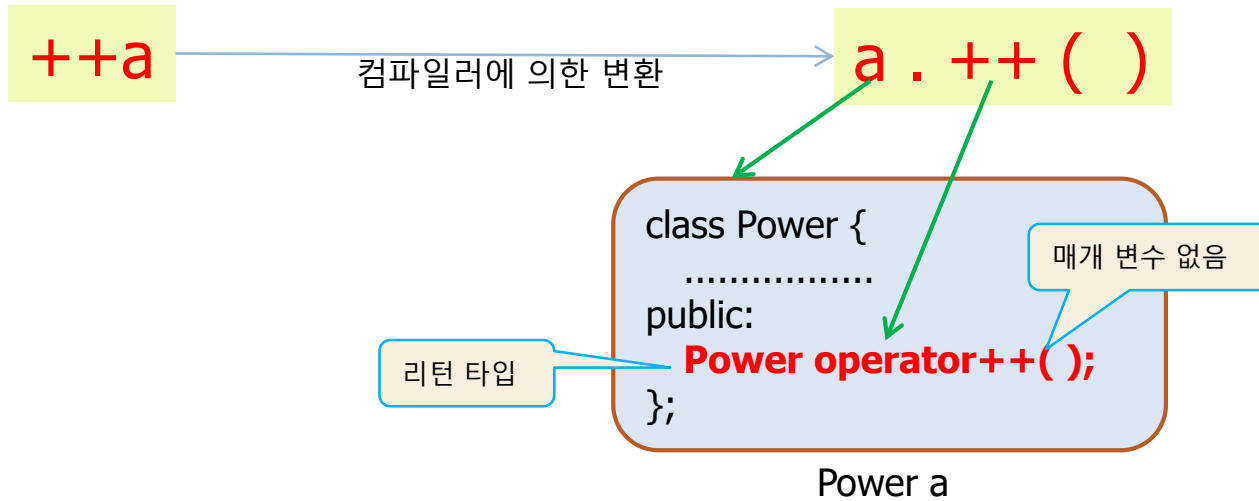 ++a
컴파일러에 의한 변환
a . ++ ( )
class Power {
.................
public:
Power operator++( );
};
매개 변수 없음
리턴 타입
Power a